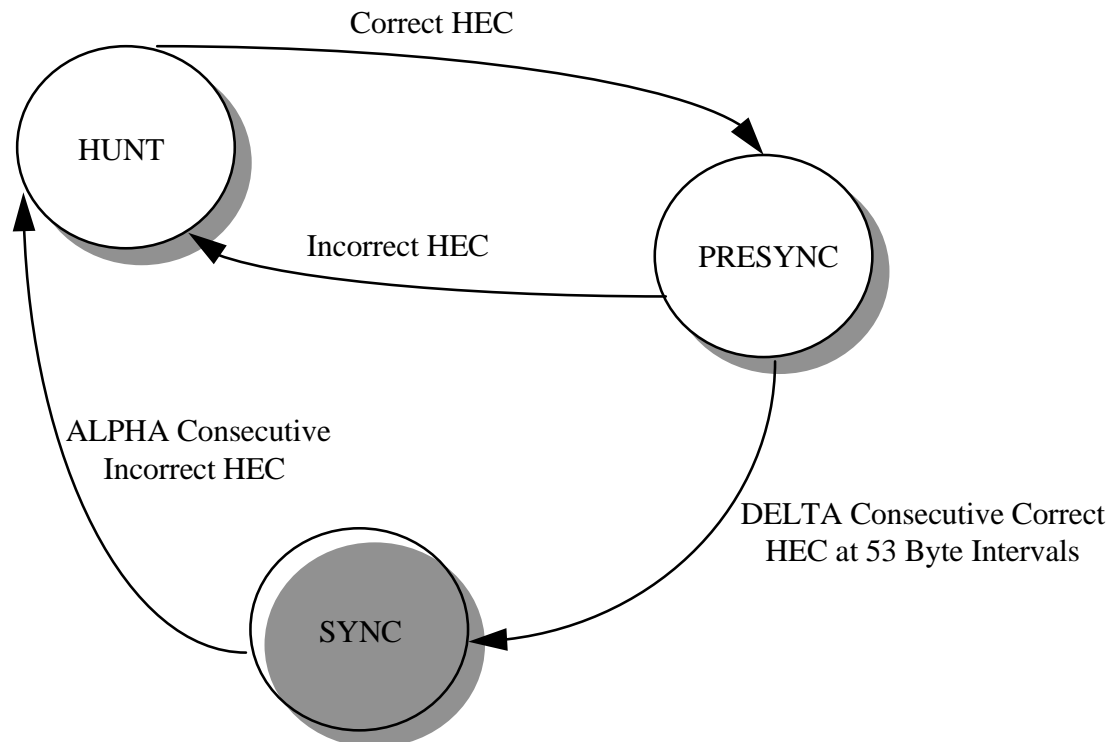 Correct HEC
HUNT
Incorrect HEC
PRESYNC
ALPHA Consecutive
Incorrect HEC
DELTA Consecutive Correct
HEC at 53 Byte Intervals
SYNC